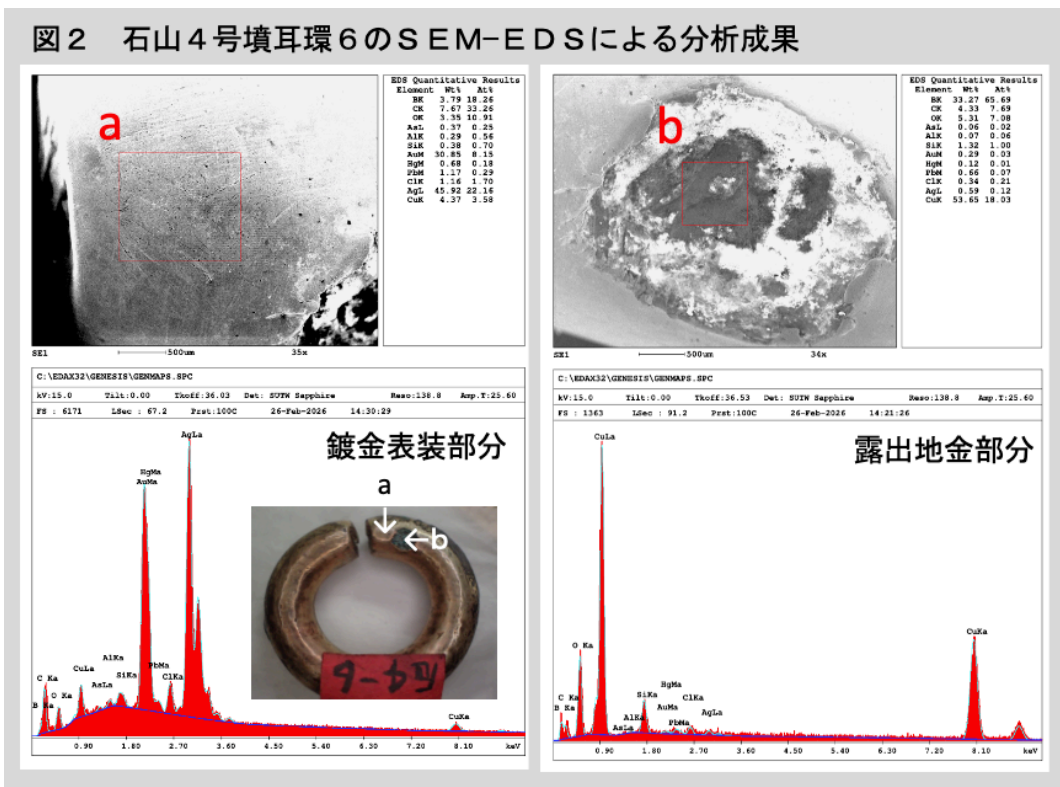 図２　石山４号墳耳環６のＳＥＭ−ＥＤＳによる分析成果
a
EDS Quantitative Results
Element Wt% At%
BK 3.79 18.26
CK 7.67 33.26
OK 3.35 10.91
AsL 0.37 0.25
AlK 0.29 0.56
SiK 0.38 0.70
AuM 30.85 8.15
HgM 0.68 0.18
PbM 1.17 0.29
ClK 1.16 1.70
AgL 45.92 22.16
CuK 4.37 3.58
SE1 500um 35x
b
EDS Quantitative Results
Element Wt% At%
BK 33.27 65.69
CK 4.33 7.69
OK 5.31 7.08
AsL 0.06 0.02
AlK 0.07 0.06
SiK 1.32 1.00
AuM 0.29 0.03
HgM 0.12 0.01
PbM 0.66 0.07
ClK 0.34 0.21
AgL 0.59 0.12
CuK 53.65 18.03
SE1 500um 34x
C:\EDAX32\GENESIS\GENMAPS.SPC
kV:15.0 Tilt:0.00 Tkoff:36.03 Det: SUTW Sapphire Reso:138.8 Amp.T:25.60
FS : 6171 LSec : 67.2 Prst:100C 26-Feb-2026 14:30:29
鍍金表装部分
AgLa
HgMa
AuMa
a
←b
AlKa
CuLa
PbMa
C Ka
SiKa
ClKa
O Ka
AsLa
B Ka
CuKa
0.90 1.80 2.70 3.60 4.50 5.40 6.30 7.20 8.10 keV
C:\EDAX32\GENESIS\GENMAPS.SPC
kV:15.0 Tilt:0.00 Tkoff:36.53 Det: SUTW Sapphire Reso:138.8 Amp.T:25.60
FS : 1363 LSec : 91.2 Prst:100C 26-Feb-2026 14:21:26
露出地金部分
CuLa
CuKa
O Ka
HgMa
C Ka
SiKa
ClKa
B Ka
AuMa
AlKa
AgLa
PbMa
AsLa
0.90 1.80 2.70 3.60 4.50 5.40 6.30 7.20 8.10 keV